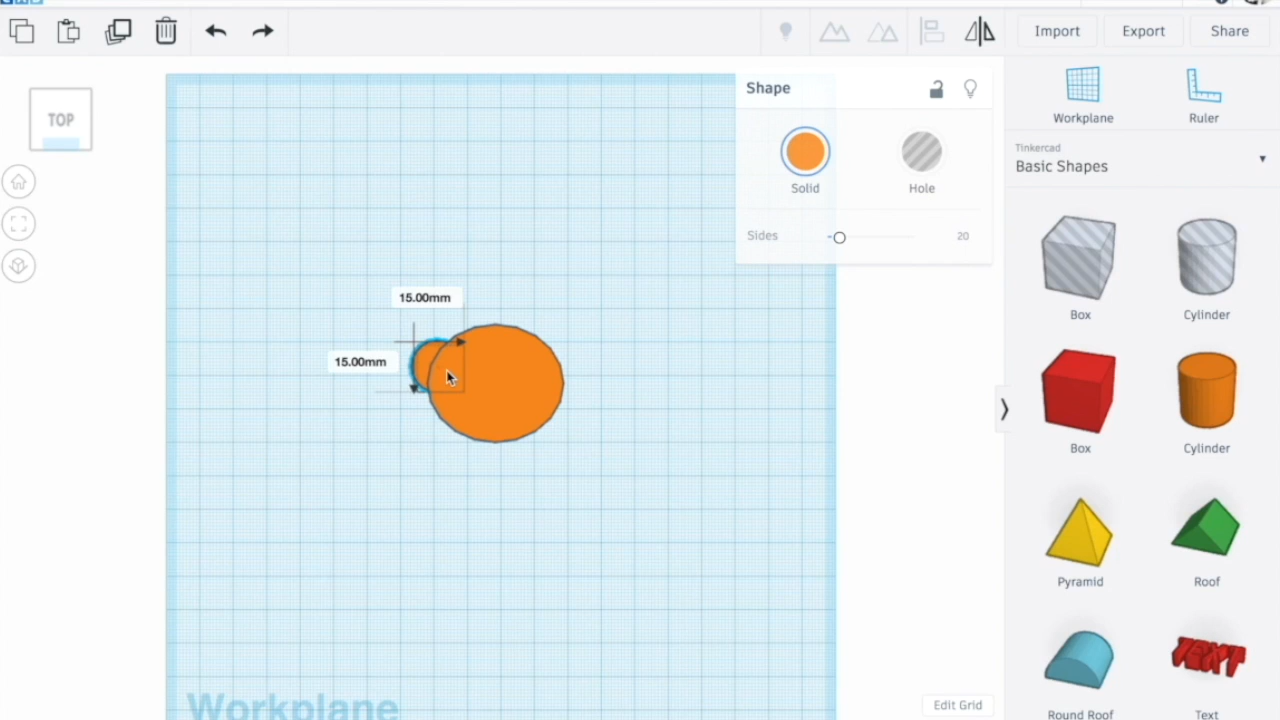 Import
Export
Share
TOP
Shape
Solid
Hole
Sides
20
15.00mm
15.00mm
Workplane
Edit Grid
Workplane
Ruler
Tinkercad
Basic Shapes
Box
Cylinder
Box
Cylinder
Pyramid
Roof
TEXT
Round Roof
Text